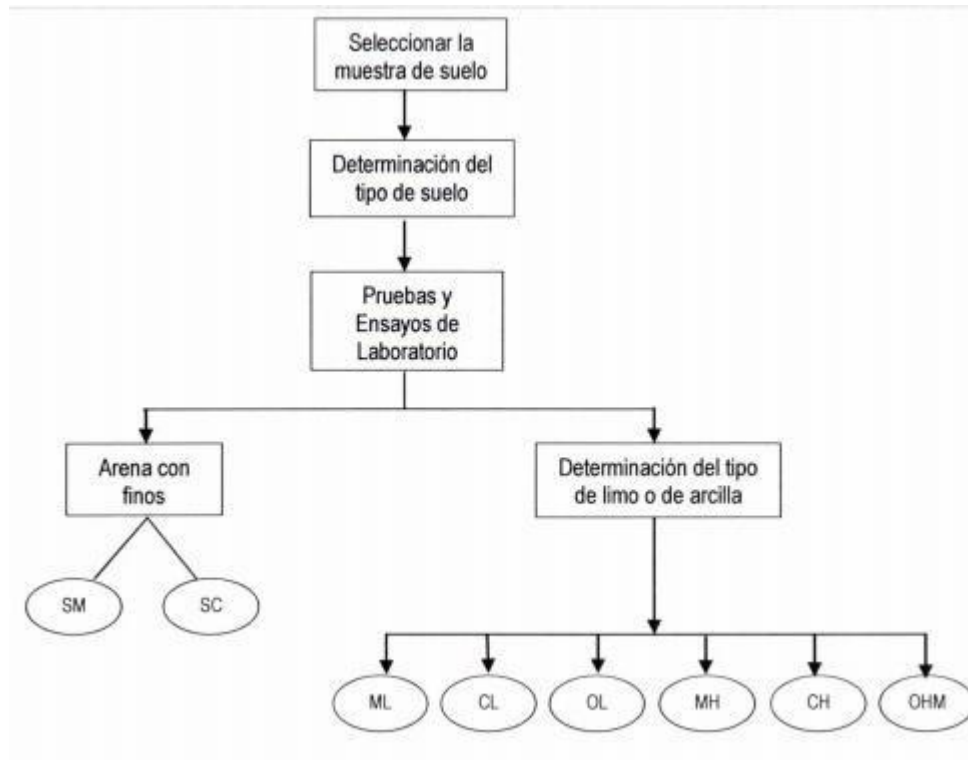 Seleccionar la
muestra de suelo
Determinación del
tipo de suelo
Pruebas y
Ensayos de
Laboratorio
Arena con
finos
Determinación del tipo
de limo o de arcilla
SM
SC
ML
CL
OL
MH
CH
OHM